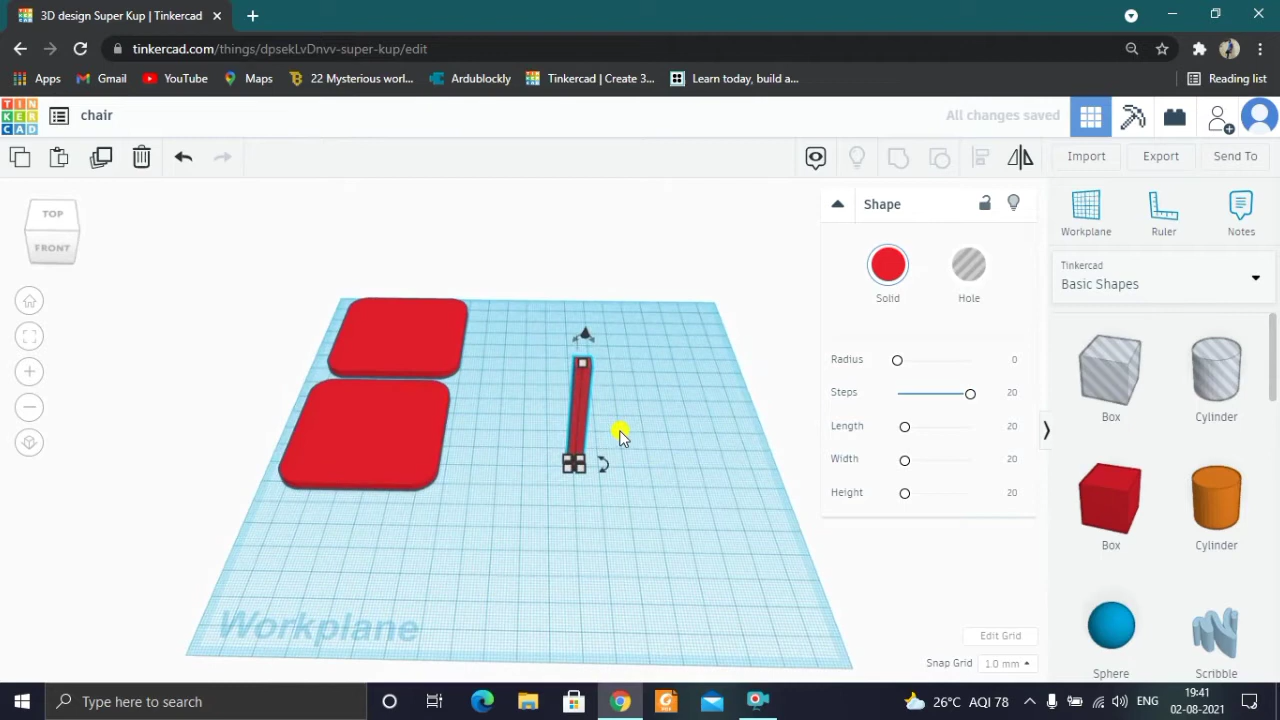 3D design Super Kup | Tinkercad
tinkercad.com/things/dpsekLvDnvv-super-kup/edit
Apps Gmail YouTube Maps 22 Mysterious worl... Ardublockly Tinkercad | Create 3... Learn today, build a... Reading list
TIN
KER
CAD
chair
All changes saved
Import Export Send To
TOP
FRONT
Shape
Solid Hole
Radius 0
Steps 20
Length 20
Width 20
Height 20
Workplane Ruler Notes
Tinkercad
Basic Shapes
Box Cylinder
Box Cylinder
Sphere Scribble
Workplane
Edit Grid
Snap Grid 1.0 mm
Type here to search
26°C AQI 78
ENG
19:41
02-08-2021